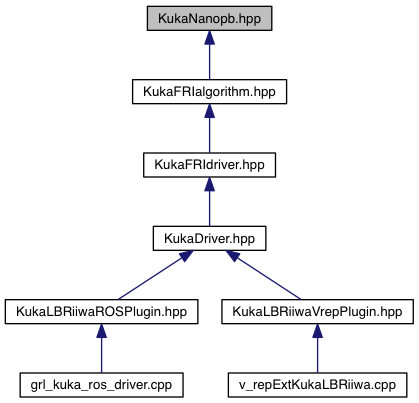 KukaNanopb.hpp
KukaFRIalgorithm.hpp
KukaFRIdriver.hpp
KukaDriver.hpp
KukaLBRiiwaROSPlugin.hpp
KukaLBRiiwaVrepPlugin.hpp
grl_kuka_ros_driver.cpp
v_repExtKukaLBRiiwa.cpp